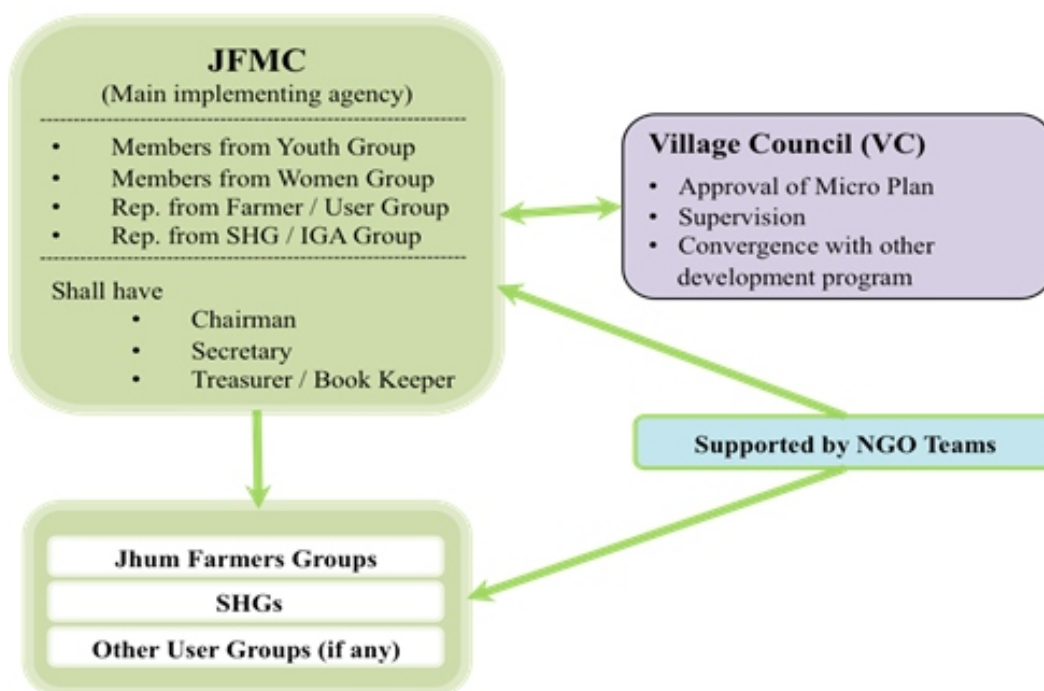 JFMC
(Main implementing agency)
• Members from Youth Group
• Members from Women Group
• Rep. from Farmer / User Group
• Rep. from SHG / IGA Group
Shall have
• Chairman
• Secretary
• Treasurer / Book Keeper
Village Council (VC)
• Approval of Micro Plan
• Supervision
• Convergence with other
development program
Supported by NGO Teams
Jhum Farmers Groups
SHGs
Other User Groups (if any)